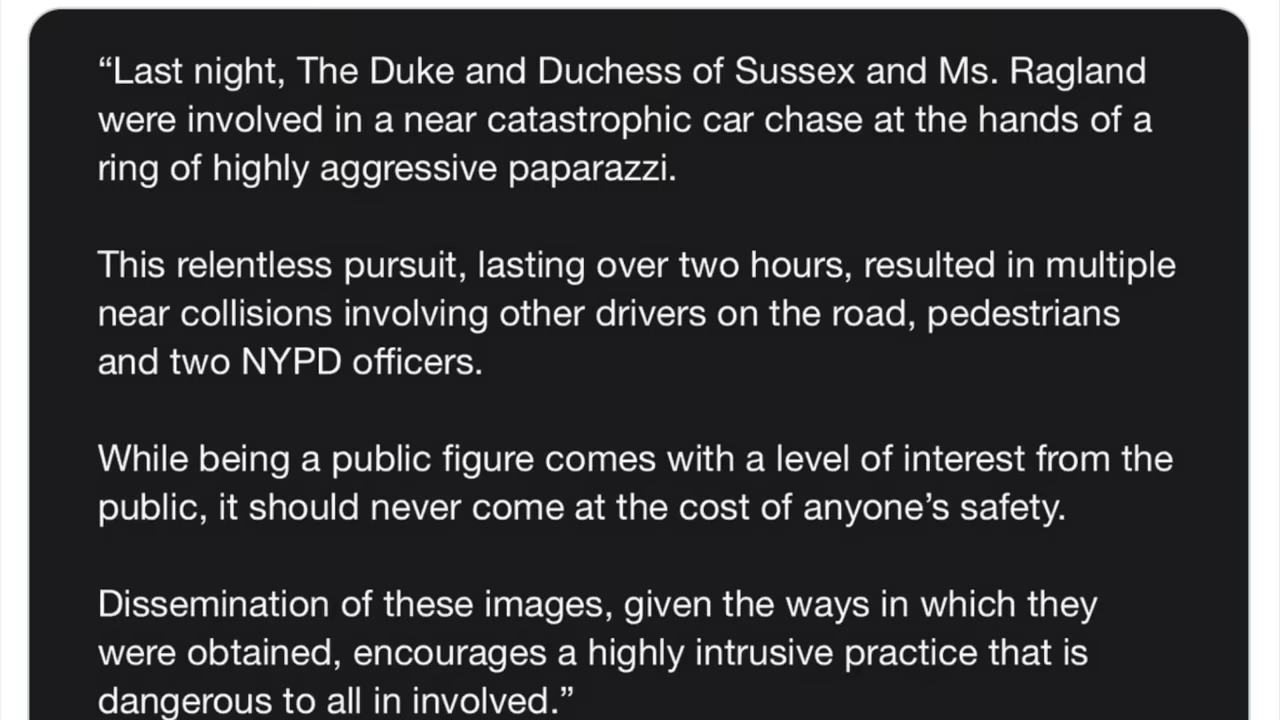 “Last night, The Duke and Duchess of Sussex and Ms. Ragland
were involved in a near catastrophic car chase at the hands of a
ring of highly aggressive paparazzi.
This relentless pursuit, lasting over two hours, resulted in multiple
near collisions involving other drivers on the road, pedestrians
and two NYPD officers.
While being a public figure comes with a level of interest from the
public, it should never come at the cost of anyone’s safety.
Dissemination of these images, given the ways in which they
were obtained, encourages a highly intrusive practice that is
dangerous to all in involved.”